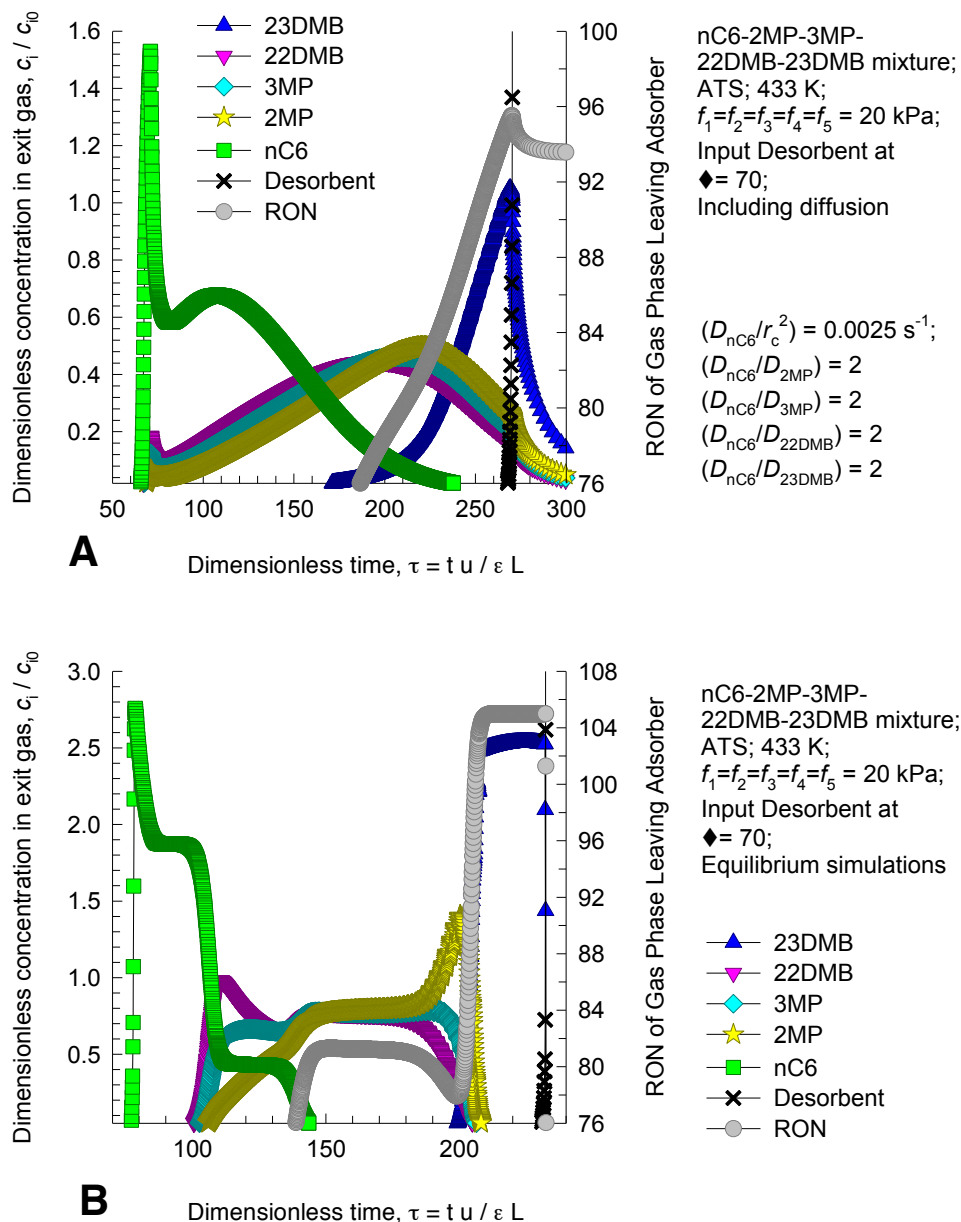 Dimensionless concentration in exit gas, ci / ci0
1.6
1.4
1.2
1.0
0.8
0.6
0.4
0.2
23DMB
22DMB
3MP
2MP
nC6
Desorbent
RON
100
96
92
88
84
80
76
RON of Gas Phase Leaving Adsorber
50 100 150 200 250 300
A
Dimensionless time, τ = t u / ε L
nC6-2MP-3MP-
22DMB-23DMB mixture;
ATS; 433 K;
f1=f2=f3=f4=f5 = 20 kPa;
Input Desorbent at
♦= 70;
Including diffusion
(DnC6/rc²) = 0.0025 s⁻¹;
(DnC6/D2MP) = 2
(DnC6/D3MP) = 2
(DnC6/D22DMB) = 2
(DnC6/D23DMB) = 2
Dimensionless concentration in exit gas, ci / ci0
3.0
2.5
2.0
1.5
1.0
0.5
108
104
100
96
92
88
84
80
76
RON of Gas Phase Leaving Adsorber
100 150 200
B
Dimensionless time, τ = t u / ε L
nC6-2MP-3MP-
22DMB-23DMB mixture;
ATS; 433 K;
f1=f2=f3=f4=f5 = 20 kPa;
Input Desorbent at
♦= 70;
Equilibrium simulations
23DMB
22DMB
3MP
2MP
nC6
Desorbent
RON